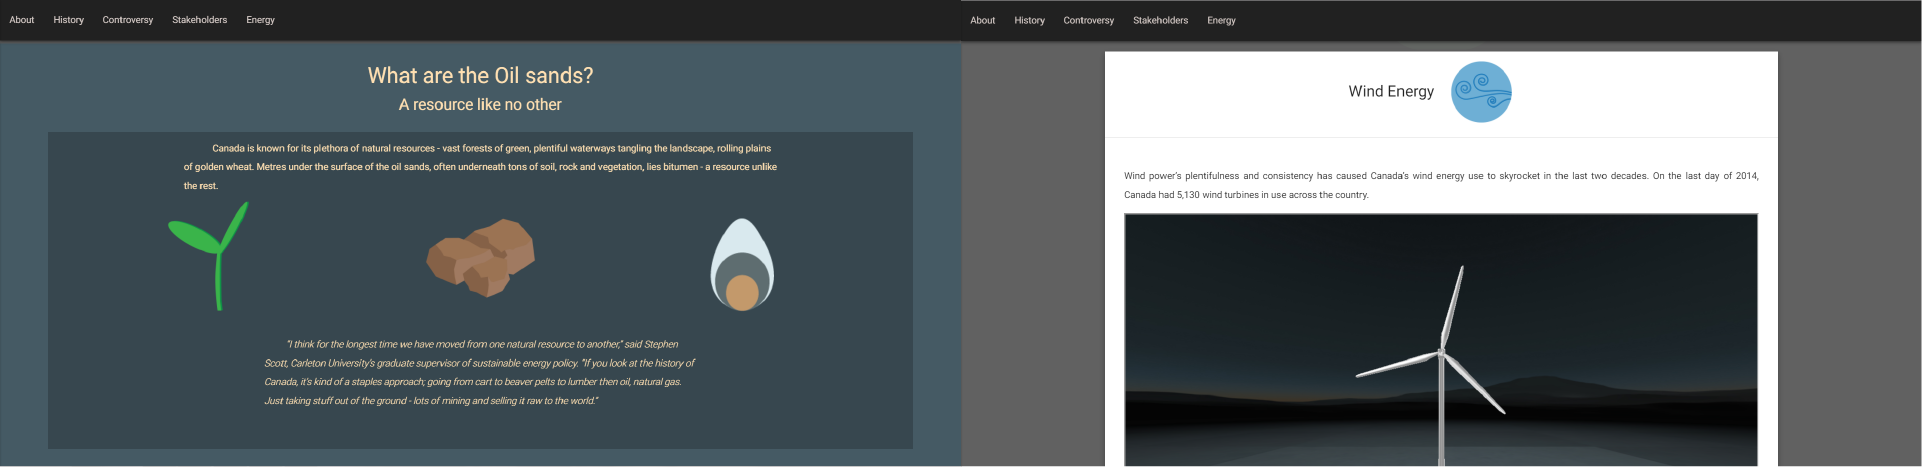 About History Controversy Stakeholders Energy
What are the Oil sands?
A resource like no other
Canada is known for its plethora of natural resources - vast forests of green, plentiful waterways tangling the landscape, rolling plains
of golden wheat. Metres under the surface of the oil sands, often underneath tons of soil, rock and vegetation, lies bitumen - a resource unlike
the rest.
"I think for the longest time we have moved from one natural resource to another," said Stephen
Scott, Carleton University's graduate supervisor of sustainable energy policy. "If you look at the history of
Canada, it's kind of a staples approach; going from cart to beaver pelts to lumber then oil, natural gas.
Just taking stuff out of the ground - lots of mining and selling it raw to the world."
About History Controversy Stakeholders Energy
Wind Energy
Wind power's plentifulness and consistency has caused Canada's wind energy use to skyrocket in the last two decades. On the last day of 2014,
Canada had 5,130 wind turbines in use across the country.